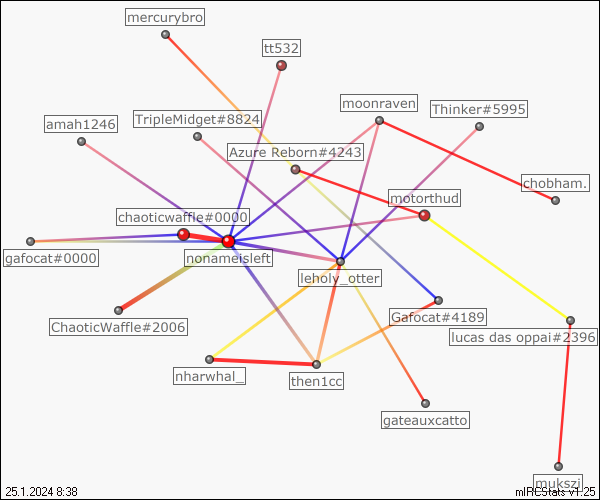 mercurybro
tt532
moonraven
Thinker#5995
TripleMidget#8824
amah1246
Azure Reborn#4243
chobham.
motorthud
chaoticwaffle#0000
gafocat#0000
nonameisleft
leholy_otter
ChaoticWaffle#2006
Gafocat#4189
lucas das oppai#2396
nharwhal_
then1cc
gateauxcatto
mukszi
25.1.2024 8:38
mIRCStats v1.25